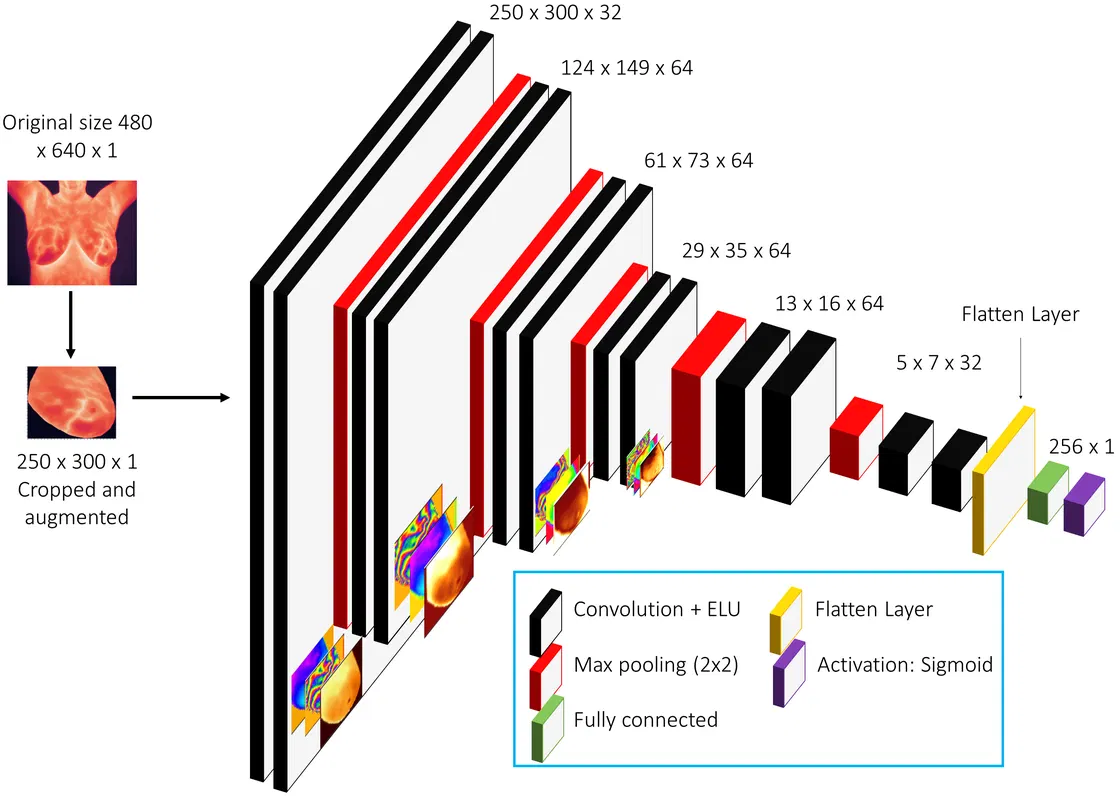 250 x 300 x 32
124 x 149 x 64
Original size 480
x 640 x 1
61 x 73 x 64
29 x 35 x 64
13 x 16 x 64
Flatten Layer
5 x 7 x 32
256 x 1
250 x 300 x 1
Cropped and
augmented
Convolution + ELU
Flatten Layer
Max pooling (2x2)
Activation: Sigmoid
Fully connected